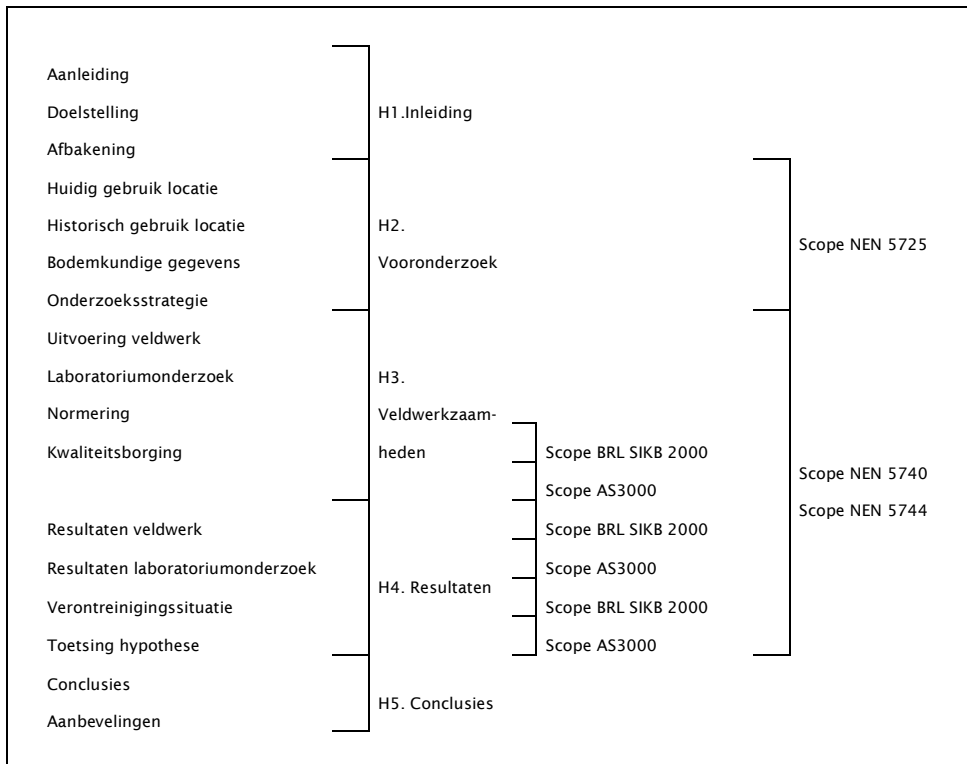 Aanleiding
Doelstelling
Afbakening
Huidig gebruik locatie
Historisch gebruik locatie
Bodemkundige gegevens
Onderzoeksstrategie
Uitvoering veldwerk
Laboratoriumonderzoek
Normering
Kwaliteitsborging
Resultaten veldwerk
Resultaten laboratoriumonderzoek
Verontreinigingssituatie
Toetsing hypothese
Conclusies
Aanbevelingen
H1.Inleiding
H2.
Vooronderzoek
H3.
Veldwerkzaam-
heden
H4. Resultaten
H5. Conclusies
Scope BRL SIKB 2000
Scope AS3000
Scope BRL SIKB 2000
Scope AS3000
Scope BRL SIKB 2000
Scope AS3000
Scope NEN 5725
Scope NEN 5740
Scope NEN 5744